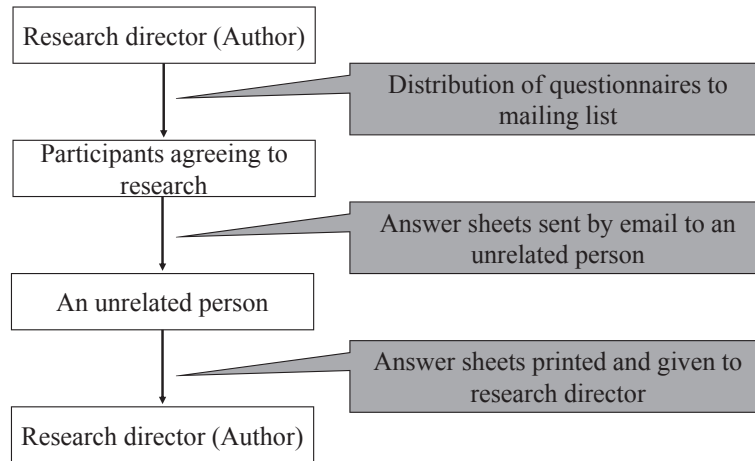 Research director (Author)
Distribution of questionnaires to
mailing list
Participants agreeing to
research
Answer sheets sent by email to an
unrelated person
An unrelated person
Answer sheets printed and given to
research director
Research director (Author)